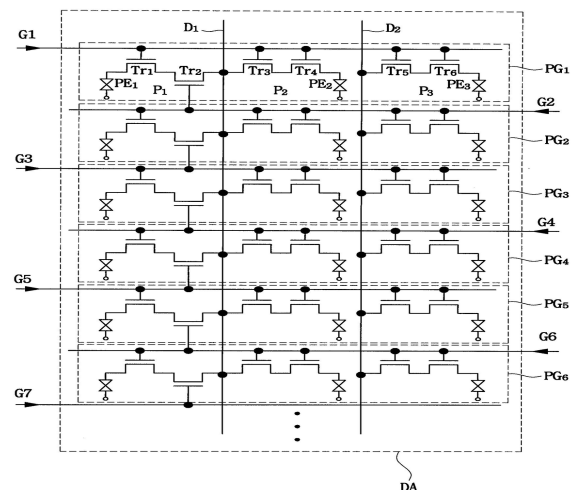 D1 D2
G1
Tr1 Tr2 Tr3 Tr4 Tr5 Tr6
PG1
PE1 P1 P2 PE2 P3 PE3
G2
PG2
G3
PG3
G4
PG4
G5
PG5
G6
PG6
G7
DA